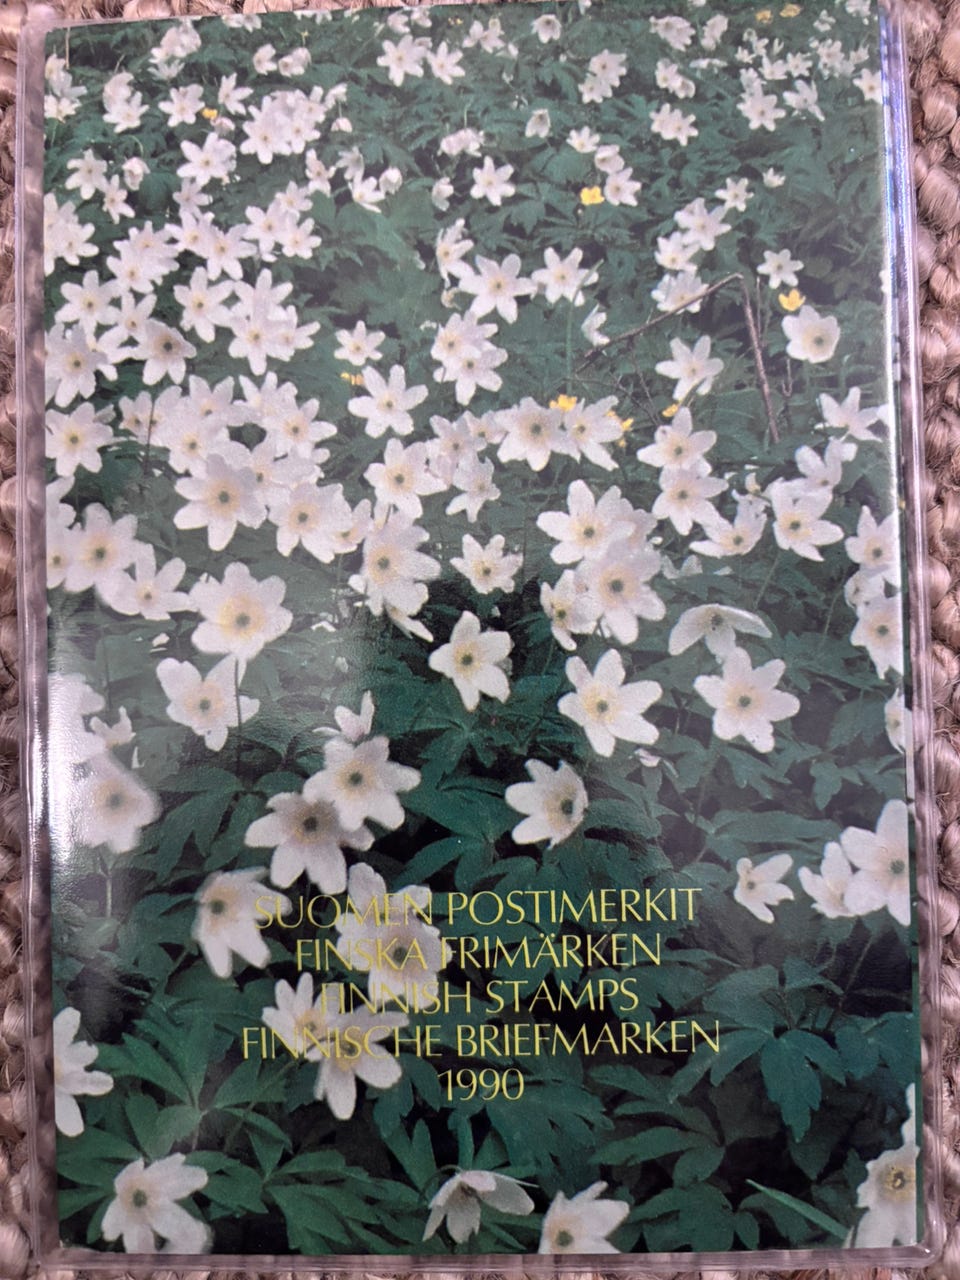 SUOMEN POSTIMERKIT
FINSKA FRIMÄRKEN
FINNISH STAMPS
FINNISCHE BRIEFMARKEN
1990